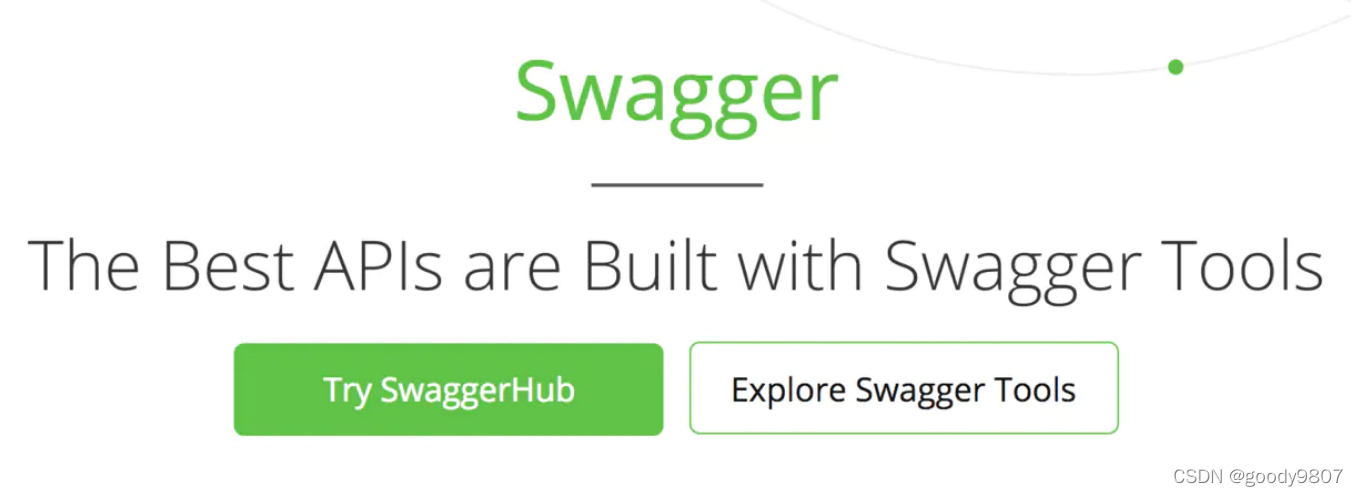 Swagger
The Best APIs are Built with Swagger Tools
Try SwaggerHub
Explore Swagger Tools
CSDN @goody9807